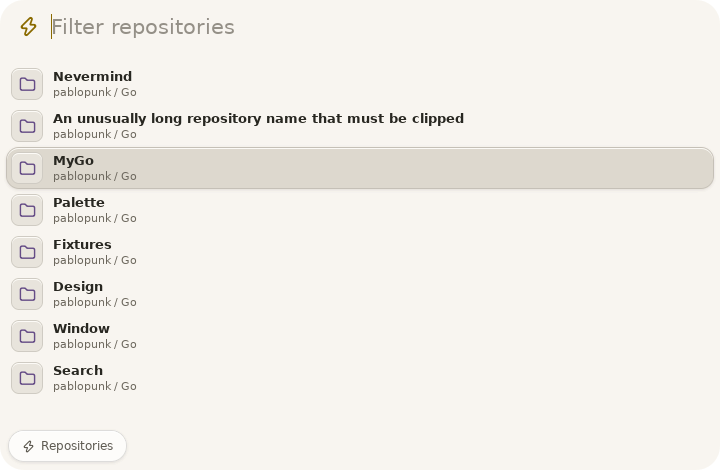 Filter repositories
Nevermind
pablopunk / Go
An unusually long repository name that must be clipped
pablopunk / Go
MyGo
pablopunk / Go
Palette
pablopunk / Go
Fixtures
pablopunk / Go
Design
pablopunk / Go
Window
pablopunk / Go
Search
pablopunk / Go
Repositories